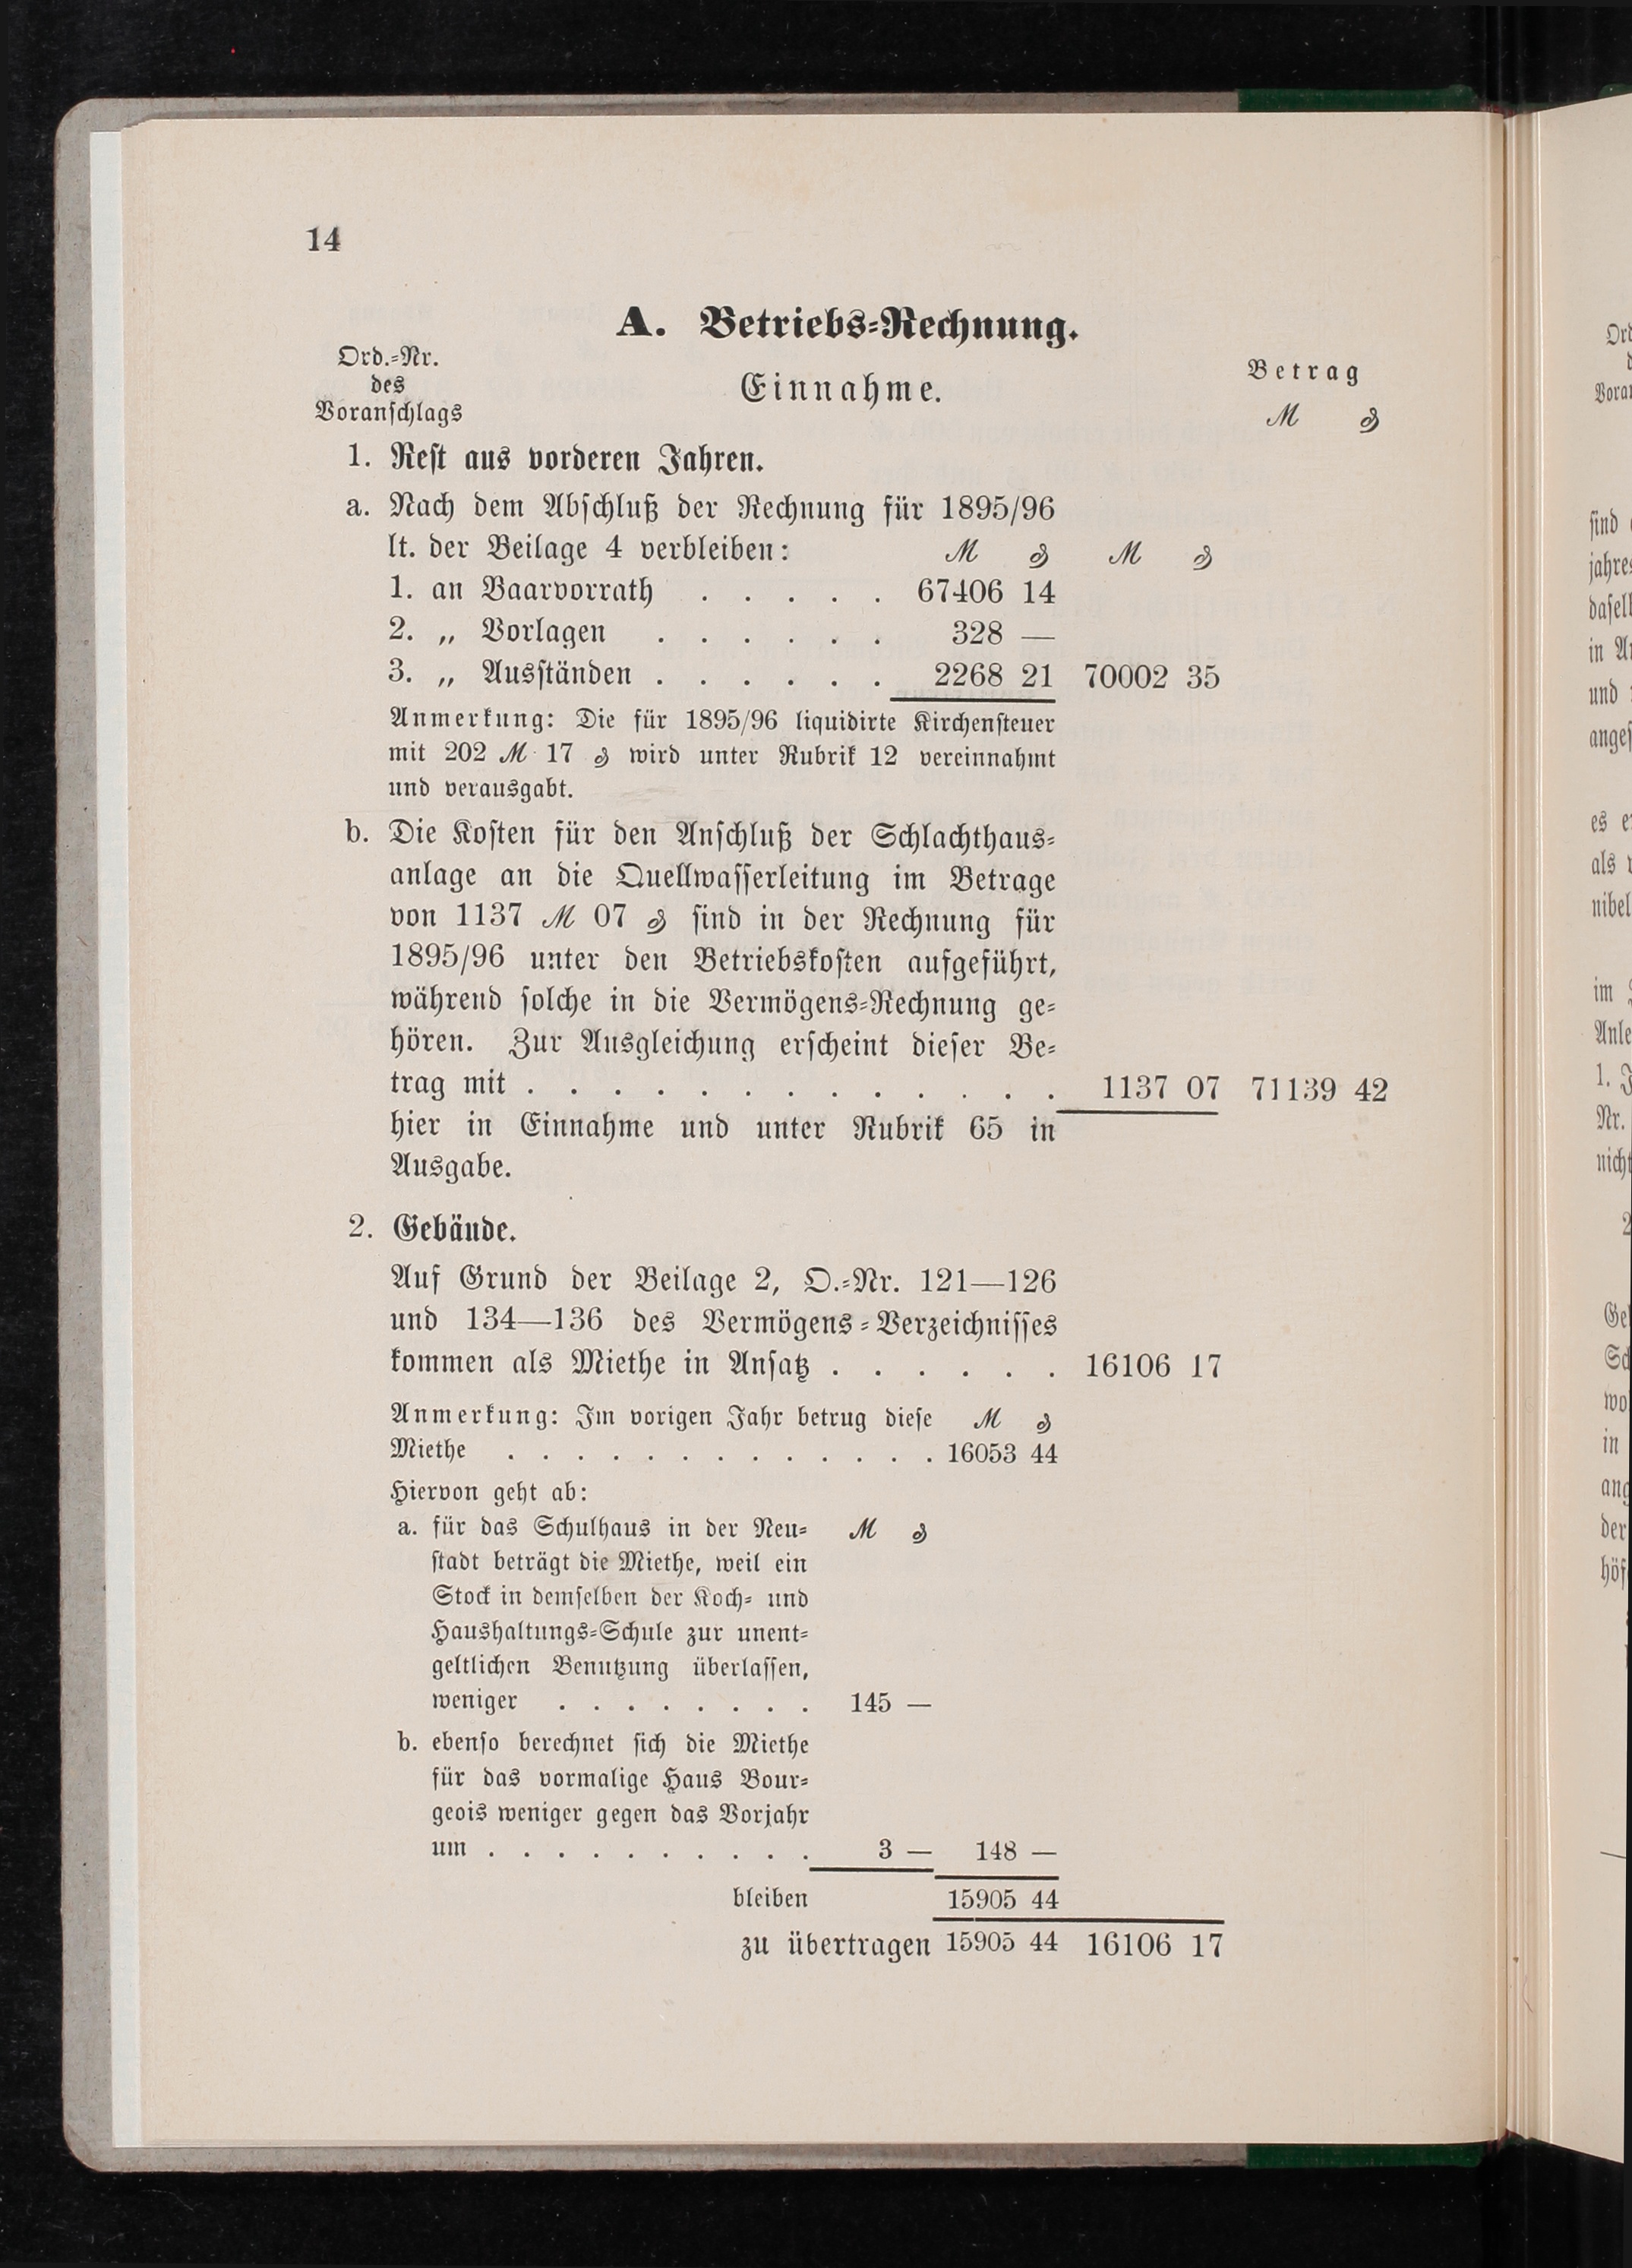 14
A. Betriebs-Rechnung.
Ord.-Nr.
des
Voranschlags
Einnahme.
Betrag
ℳ ₰
1. Rest aus vorderen Jahren.
a. Nach dem Abschluß der Rechnung für 1895/96
lt. der Beilage 4 verbleiben: ℳ ₰ ℳ ₰
1. an Baarvorrath . . . . . 67406 14
2. „ Vorlagen . . . . . . 328 —
3. „ Ausständen . . . . . . 2268 21 70002 35
Anmerkung: Die für 1895/96 liquidirte Kirchensteuer
mit 202 ℳ 17 ₰ wird unter Rubrik 12 vereinnahmt
und verausgabt.
b. Die Kosten für den Anschluß der Schlachthaus-
anlage an die Quellwasserleitung im Betrage
von 1137 ℳ 07 ₰ sind in der Rechnung für
1895/96 unter den Betriebskosten aufgeführt,
während solche in die Vermögens-Rechnung ge-
hören. Zur Ausgleichung erscheint dieser Be-
trag mit . . . . . . . . . . . . . 1137 07 71139 42
hier in Einnahme und unter Rubrik 65 in
Ausgabe.
2. Gebäude.
Auf Grund der Beilage 2, O.-Nr. 121—126
und 134—136 des Vermögens-Verzeichnisses
kommen als Miethe in Ansatz . . . . . . 16106 17
Anmerkung: Im vorigen Jahr betrug diese ℳ ₰
Miethe . . . . . . . . . . . . . 16053 44
Hiervon geht ab:
a. für das Schulhaus in der Neu- ℳ ₰
stadt beträgt die Miethe, weil ein
Stock in demselben der Koch- und
Haushaltungs-Schule zur unent-
geltlichen Benutzung überlassen,
weniger . . . . . . . . 145 —
b. ebenso berechnet sich die Miethe
für das vormalige Haus Bour-
geois weniger gegen das Vorjahr
um . . . . . . . . . . 3 — 148 —
bleiben 15905 44
zu übertragen 15905 44 16106 17